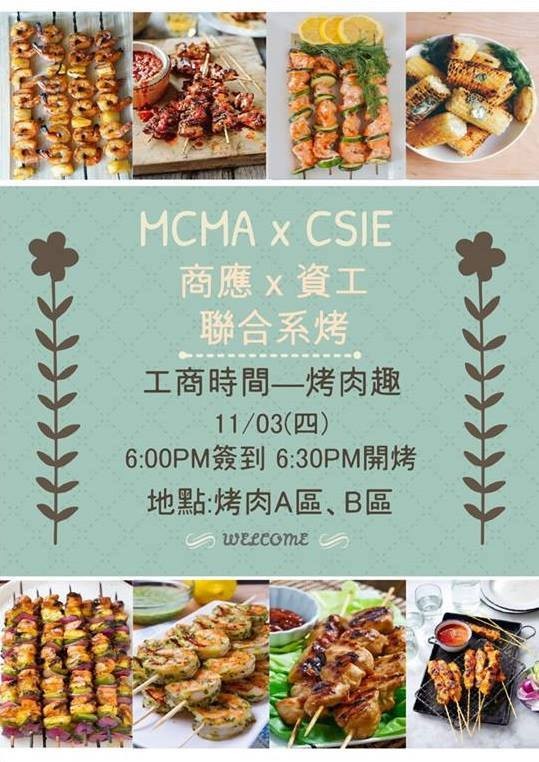 MCMA x CSIE
商應 x 資工
聯合系烤
工商時間—烤肉趣
11/03(四)
6:00PM簽到 6:30PM開烤
地點:烤肉A區、B區
WELCOME